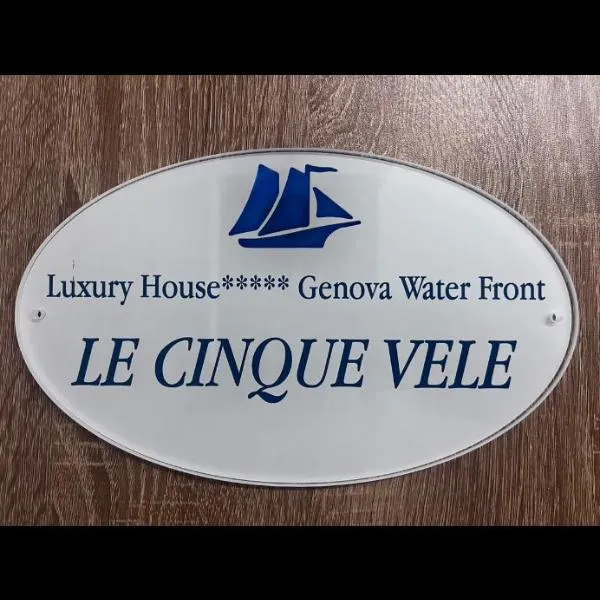 Luxury House***** Genova Water Front
LE CINQUE VELE